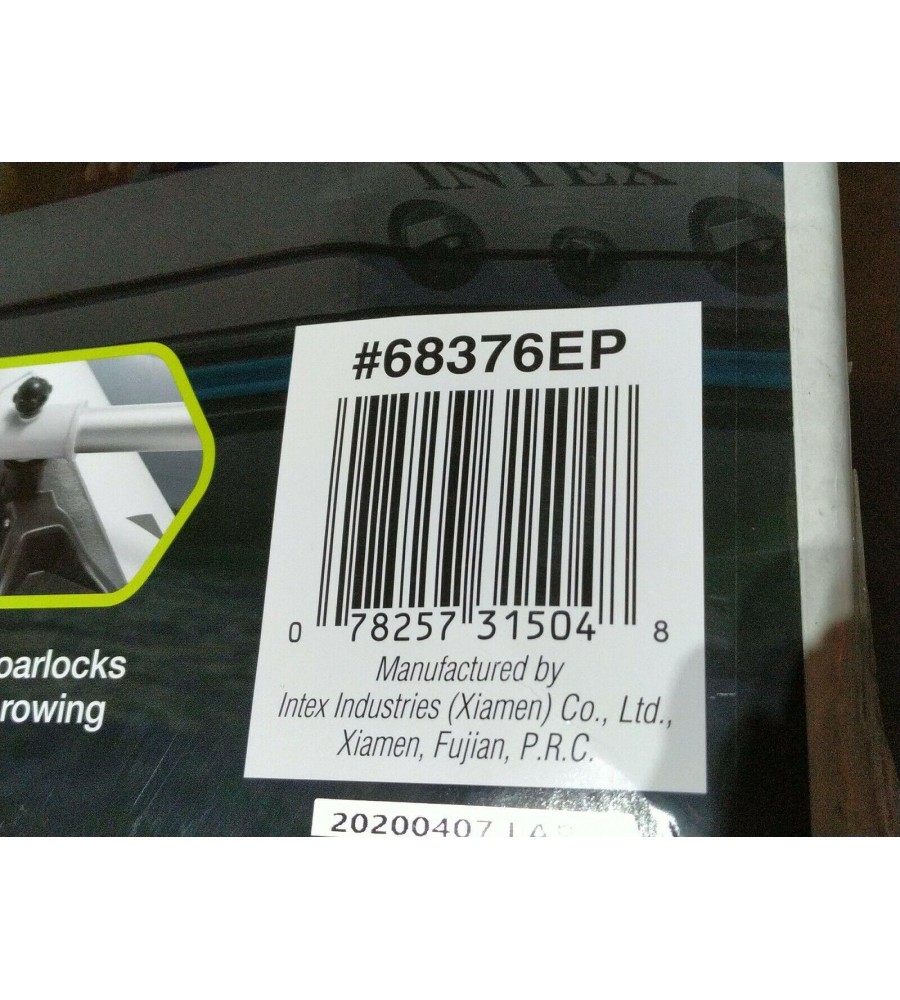 INTEX
#68376EP
0 78257 31504 8
Manufactured by
Intex Industries (Xiamen) Co., Ltd.,
Xiamen, Fujian, P.R.C.
oarlocks
rowing
20200407